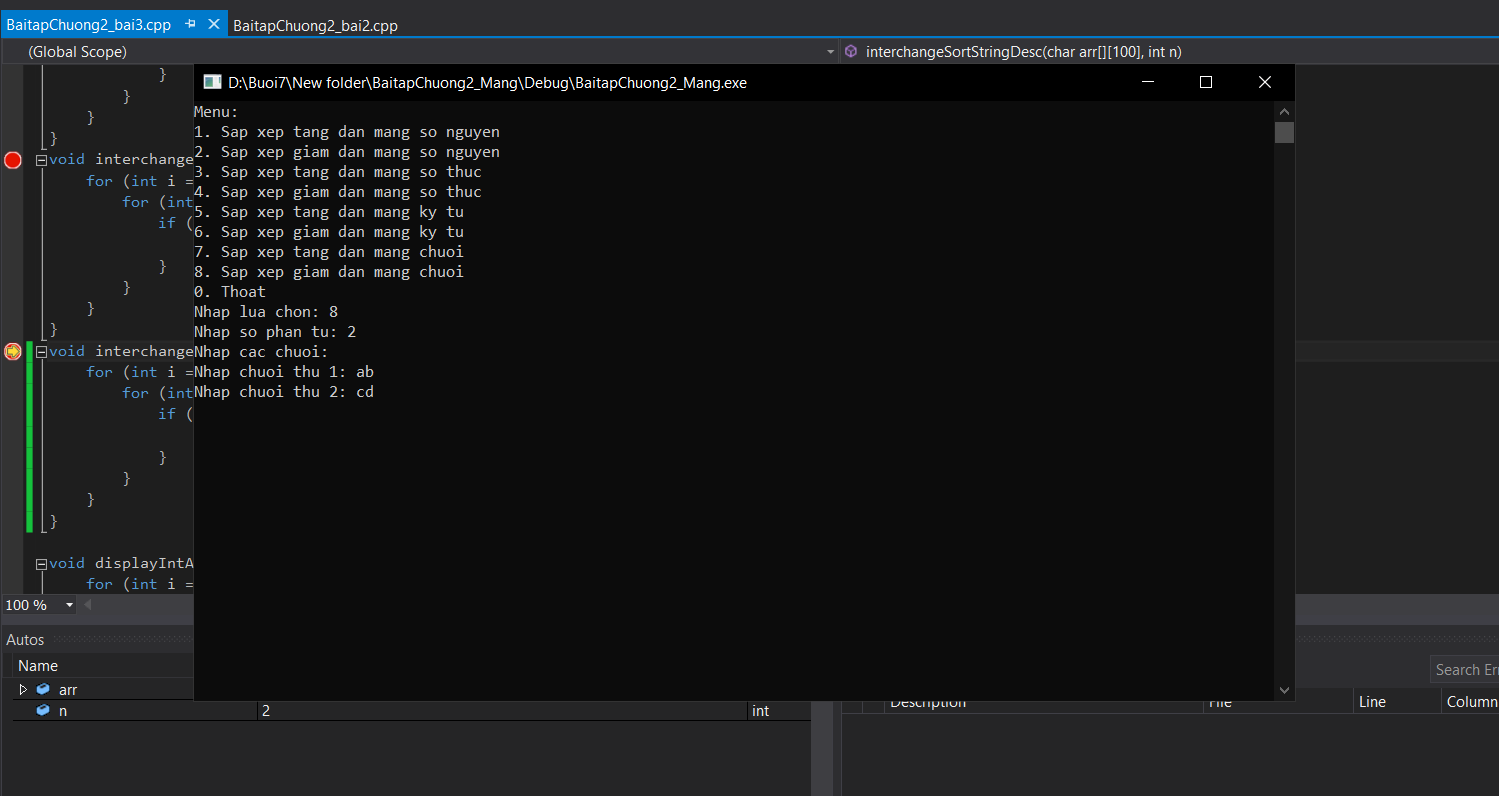 BaitapChuong2_bai3.cpp BaitapChuong2_bai2.cpp
(Global Scope) interchangeSortStringDesc(char arr[][100], int n)
}
}
}
}
void interchange
for (int i =
for (int
if (
}
}
}
}
void interchange
for (int i =
for (int
if (
}
}
}
}
void displayIntA
for (int i =
D:\Buoi7\New folder\BaitapChuong2_Mang\Debug\BaitapChuong2_Mang.exe
Menu:
1. Sap xep tang dan mang so nguyen
2. Sap xep giam dan mang so nguyen
3. Sap xep tang dan mang so thuc
4. Sap xep giam dan mang so thuc
5. Sap xep tang dan mang ky tu
6. Sap xep giam dan mang ky tu
7. Sap xep tang dan mang chuoi
8. Sap xep giam dan mang chuoi
0. Thoat
Nhap lua chon: 8
Nhap so phan tu: 2
Nhap cac chuoi:
Nhap chuoi thu 1: ab
Nhap chuoi thu 2: cd
100 %
Autos
Name
arr
n 2 int
Search Er
Description File Line Column